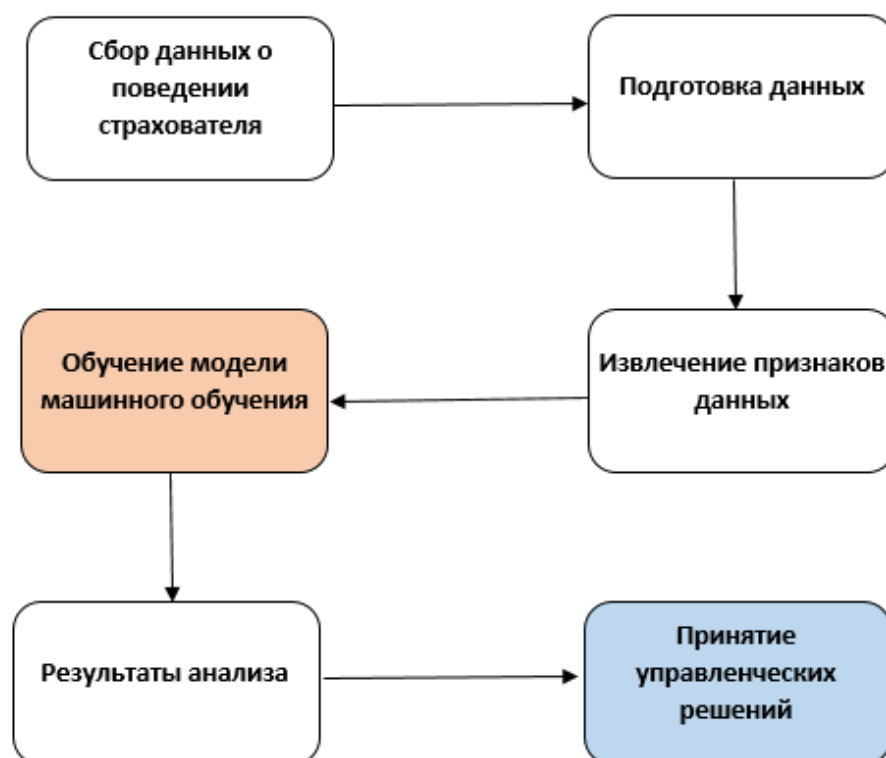 Сбор данных о
поведении
страхователя
Подготовка данных
Извлечение признаков
данных
Обучение модели
машинного обучения
Результаты анализа
Принятие
управленческих
решений